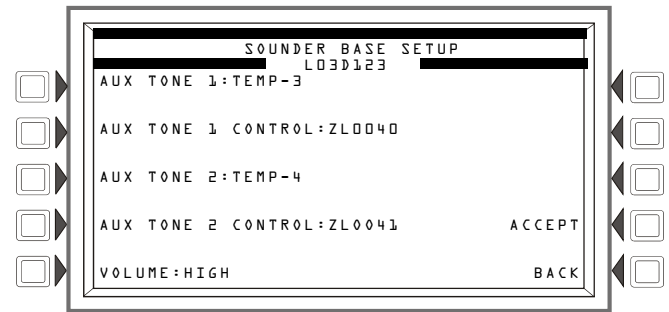 SOUNDER BASE SETUP
L03D123
AUX TONE 1:TEMP-3
AUX TONE 1 CONTROL:ZL0040
AUX TONE 2:TEMP-4
AUX TONE 2 CONTROL:ZL0041 ACCEPT
VOLUME:HIGH BACK